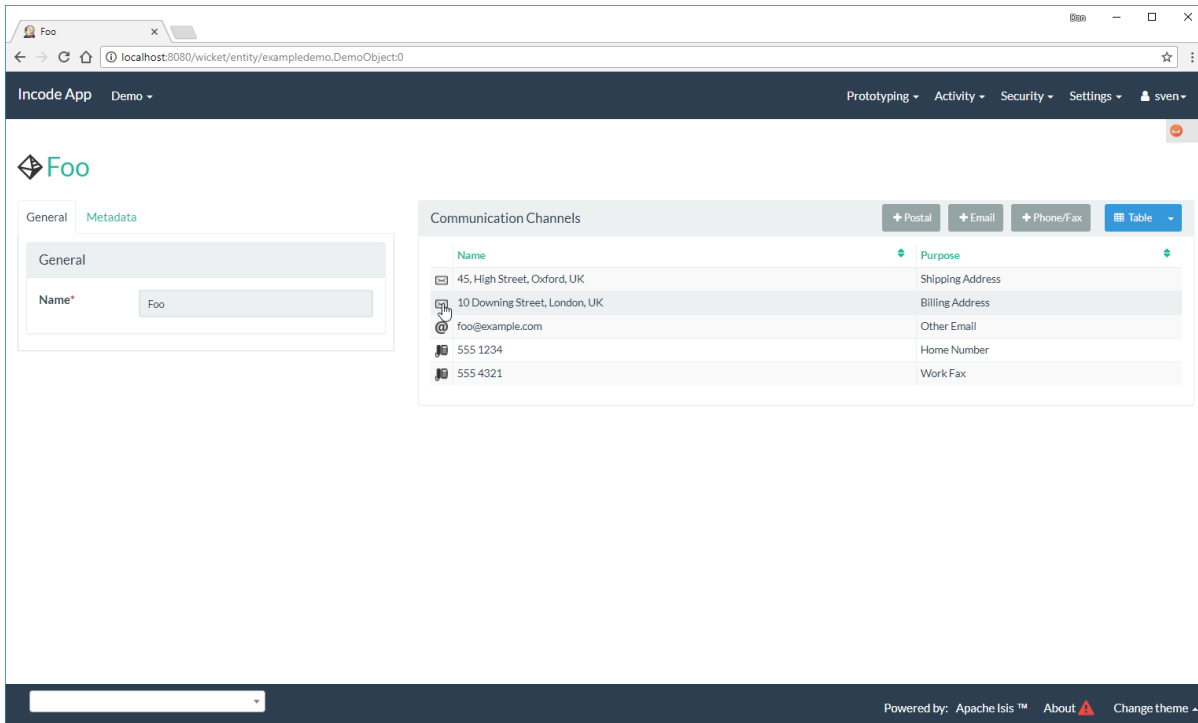 Foo
Dan
localhost:8080/wicket/entity/exampledemo.DemoObject:0
Incode App Demo Prototyping Activity Security Settings sven
Foo
General Metadata
General
Name* Foo
Communication Channels + Postal + Email + Phone/Fax Table
Name Purpose
45, High Street, Oxford, UK Shipping Address
10 Downing Street, London, UK Billing Address
foo@example.com Other Email
555 1234 Home Number
555 4321 Work Fax
Powered by: Apache Isis ™ About Change theme